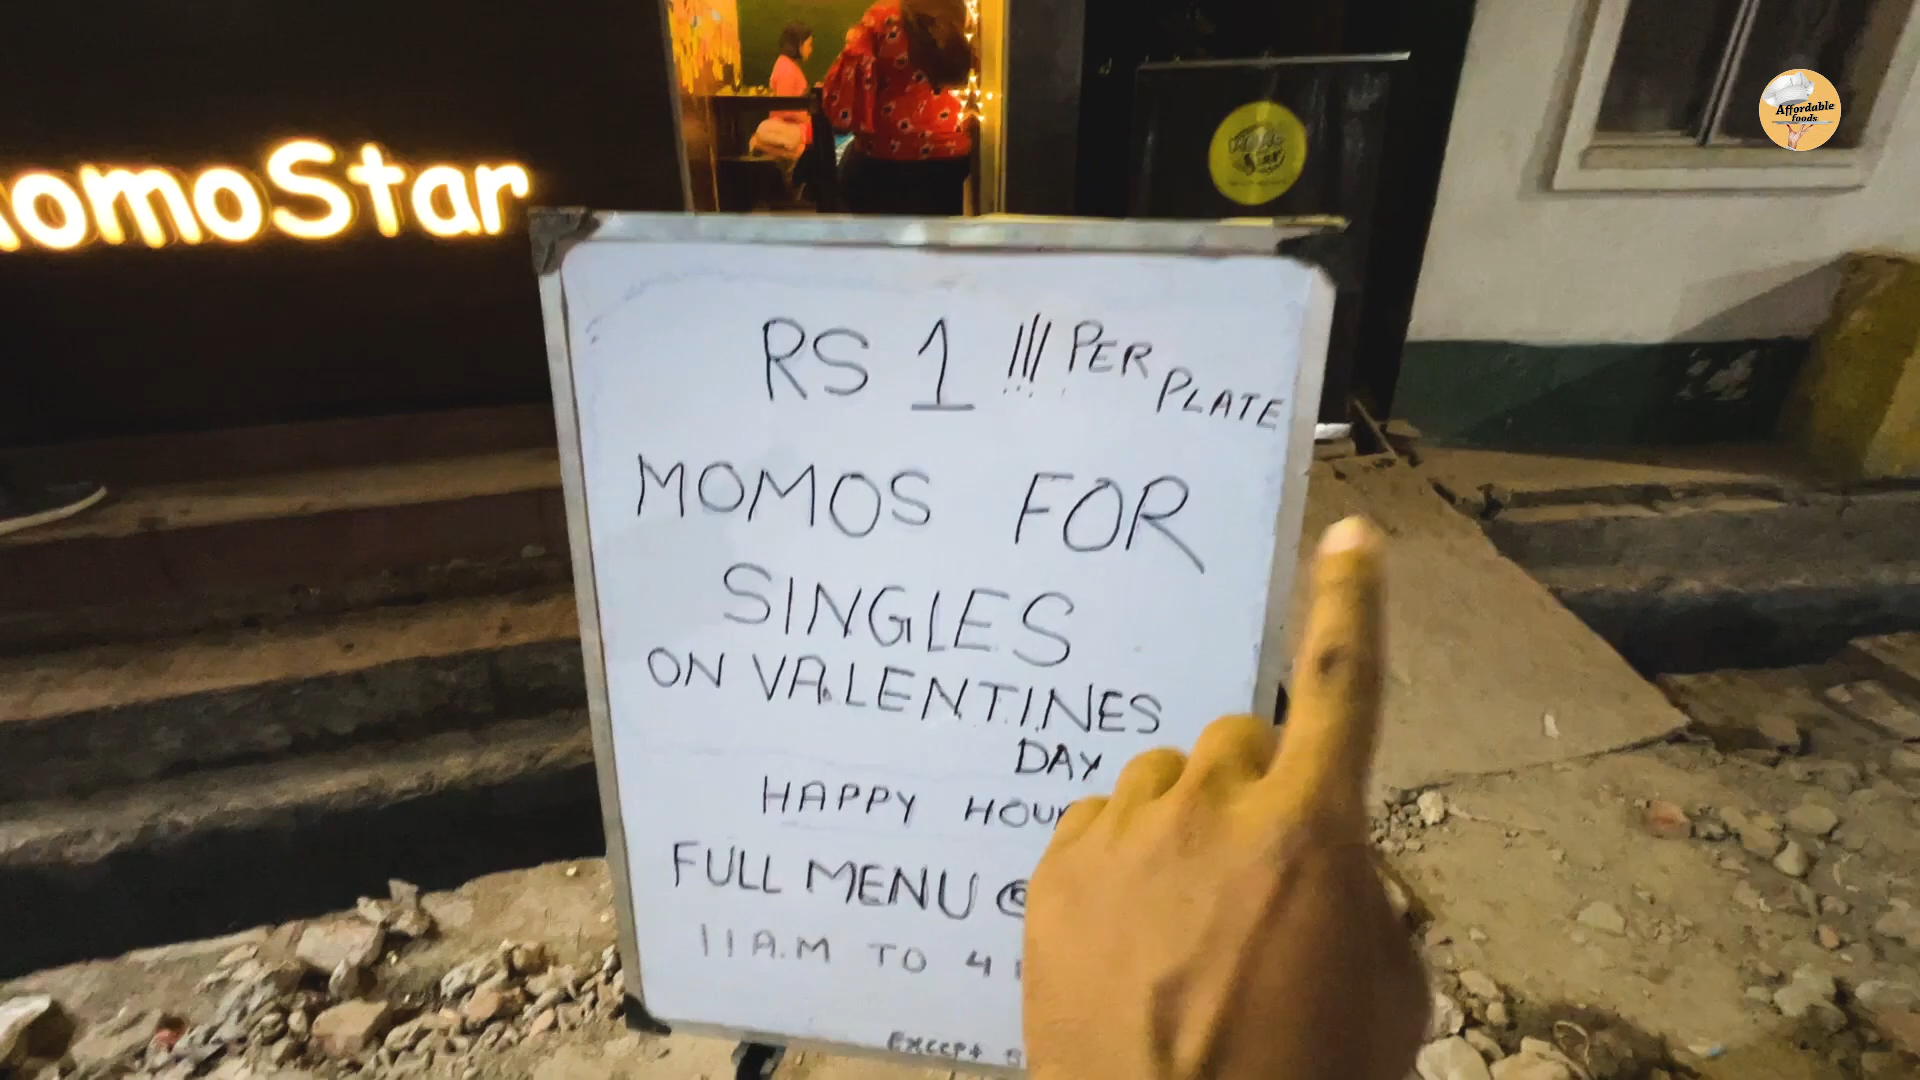 omoStar
Affordable
foods
RS 1 !!! PER PLATE
MOMOS FOR
SINGLES
ON VALENTINES
DAY
HAPPY HOU
FULL MENU @
11A.M TO 4
Except